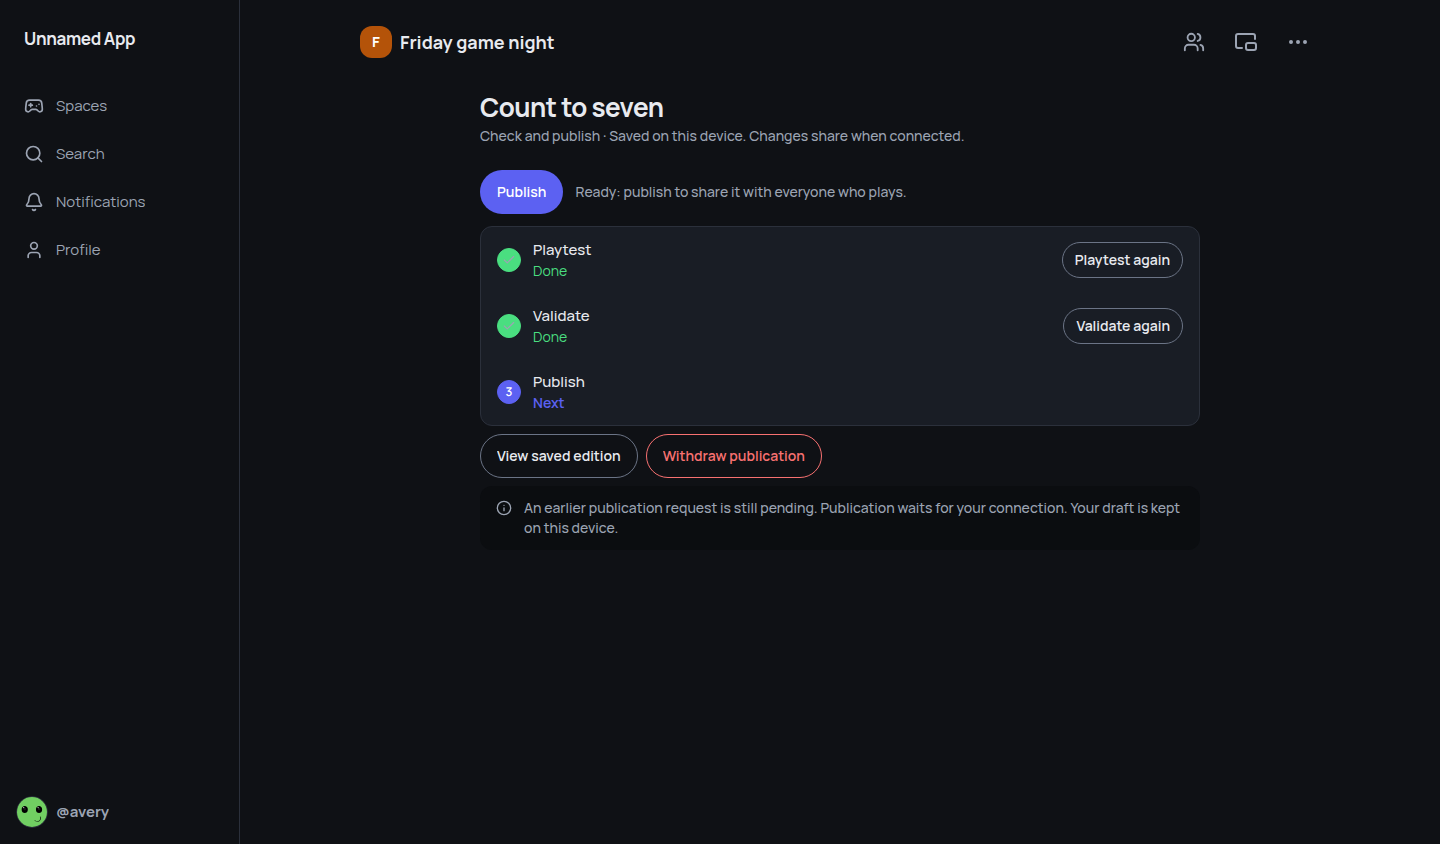 Unnamed App
Spaces
Search
Notifications
Profile
@avery
F
Friday game night
Count to seven
Check and publish · Saved on this device. Changes share when connected.
Publish
Ready: publish to share it with everyone who plays.
Playtest
Done
Playtest again
Validate
Done
Validate again
3
Publish
Next
View saved edition
Withdraw publication
An earlier publication request is still pending. Publication waits for your connection. Your draft is kept
on this device.